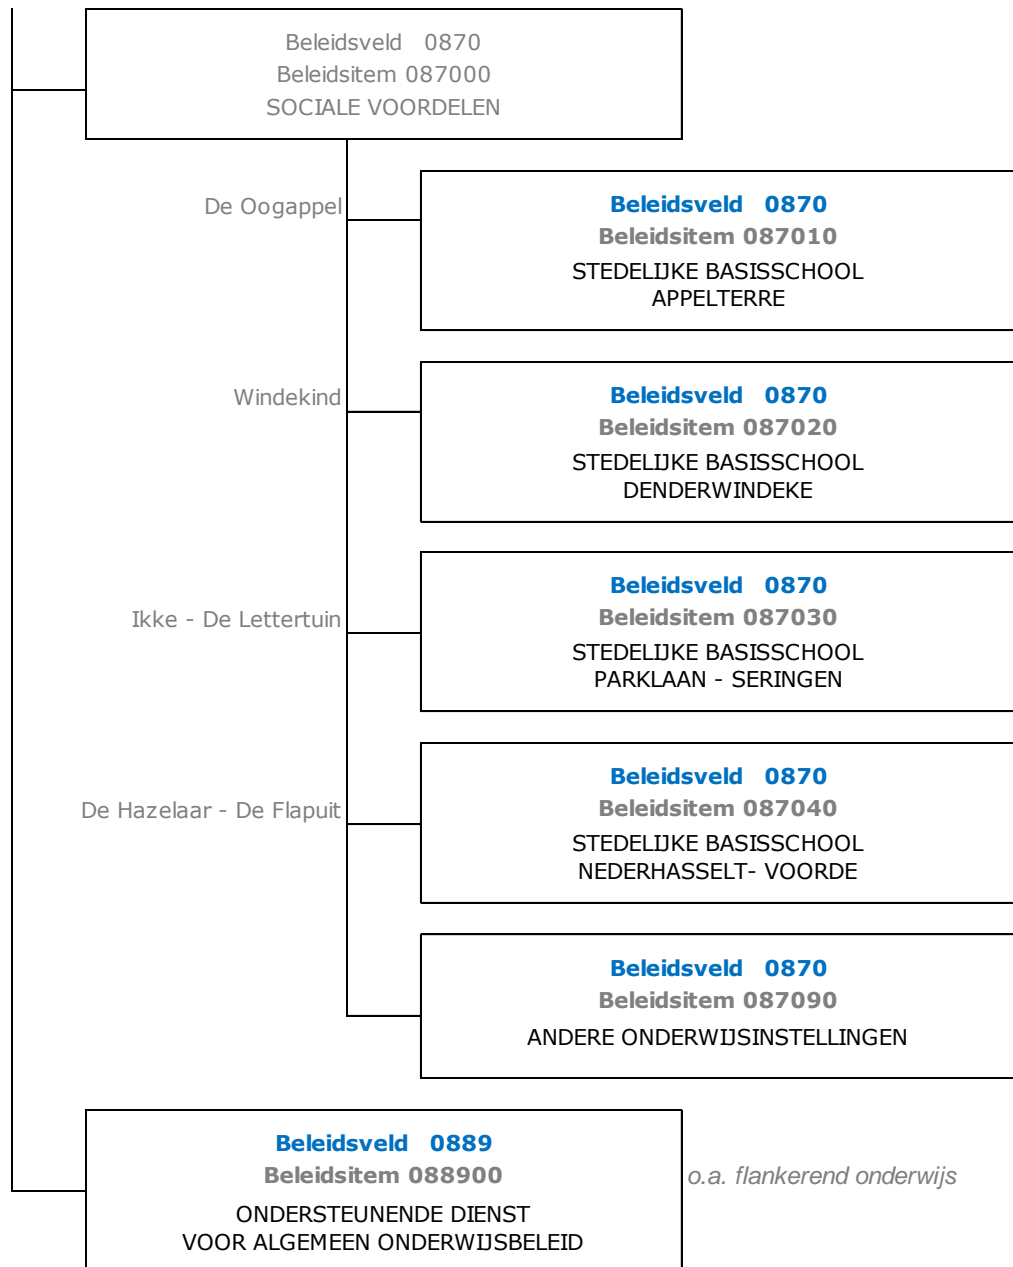 Beleidsveld 0870
Beleidsitem 087000
SOCIALE VOORDELEN
De Oogappel
Beleidsveld 0870
Beleidsitem 087010
STEDELIJKE BASISSCHOOL
APPELTERRE
Windekind
Beleidsveld 0870
Beleidsitem 087020
STEDELIJKE BASISSCHOOL
DENDERWINDEKE
Ikke - De Lettertuin
Beleidsveld 0870
Beleidsitem 087030
STEDELIJKE BASISSCHOOL
PARKLAAN - SERINGEN
De Hazelaar - De Flapuit
Beleidsveld 0870
Beleidsitem 087040
STEDELIJKE BASISSCHOOL
NEDERHASSELT- VOORDE
Beleidsveld 0870
Beleidsitem 087090
ANDERE ONDERWIJSINSTELLINGEN
Beleidsveld 0889
Beleidsitem 088900
o.a. flankerend onderwijs
ONDERSTEUNENDE DIENST
VOOR ALGEMEEN ONDERWIJSBELEID